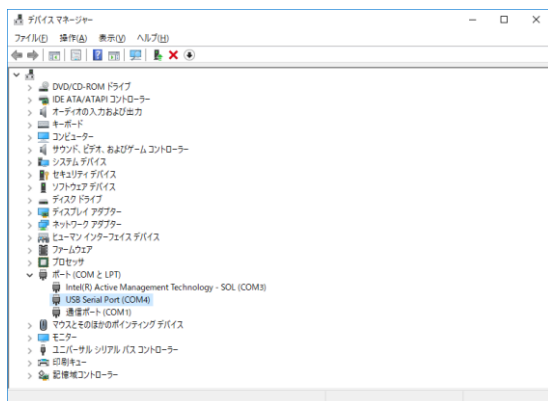 デバイス マネージャー
ファイル(F) 操作(A) 表示(V) ヘルプ(H)
DVD/CD-ROM ドライブ
IDE ATA/ATAPI コントローラー
オーディオの入力および出力
キーボード
コンピューター
サウンド、ビデオ、およびゲーム コントローラー
システム デバイス
セキュリティ デバイス
ソフトウェア デバイス
ディスク ドライブ
ディスプレイ アダプター
ネットワーク アダプター
ヒューマン インターフェイス デバイス
ファームウェア
プロセッサ
ポート (COM と LPT)
Intel(R) Active Management Technology - SOL (COM3)
USB Serial Port (COM4)
通信ポート (COM1)
マウスとそのほかのポインティング デバイス
モニター
ユニバーサル シリアル バス コントローラー
印刷キュー
記憶域コントローラー